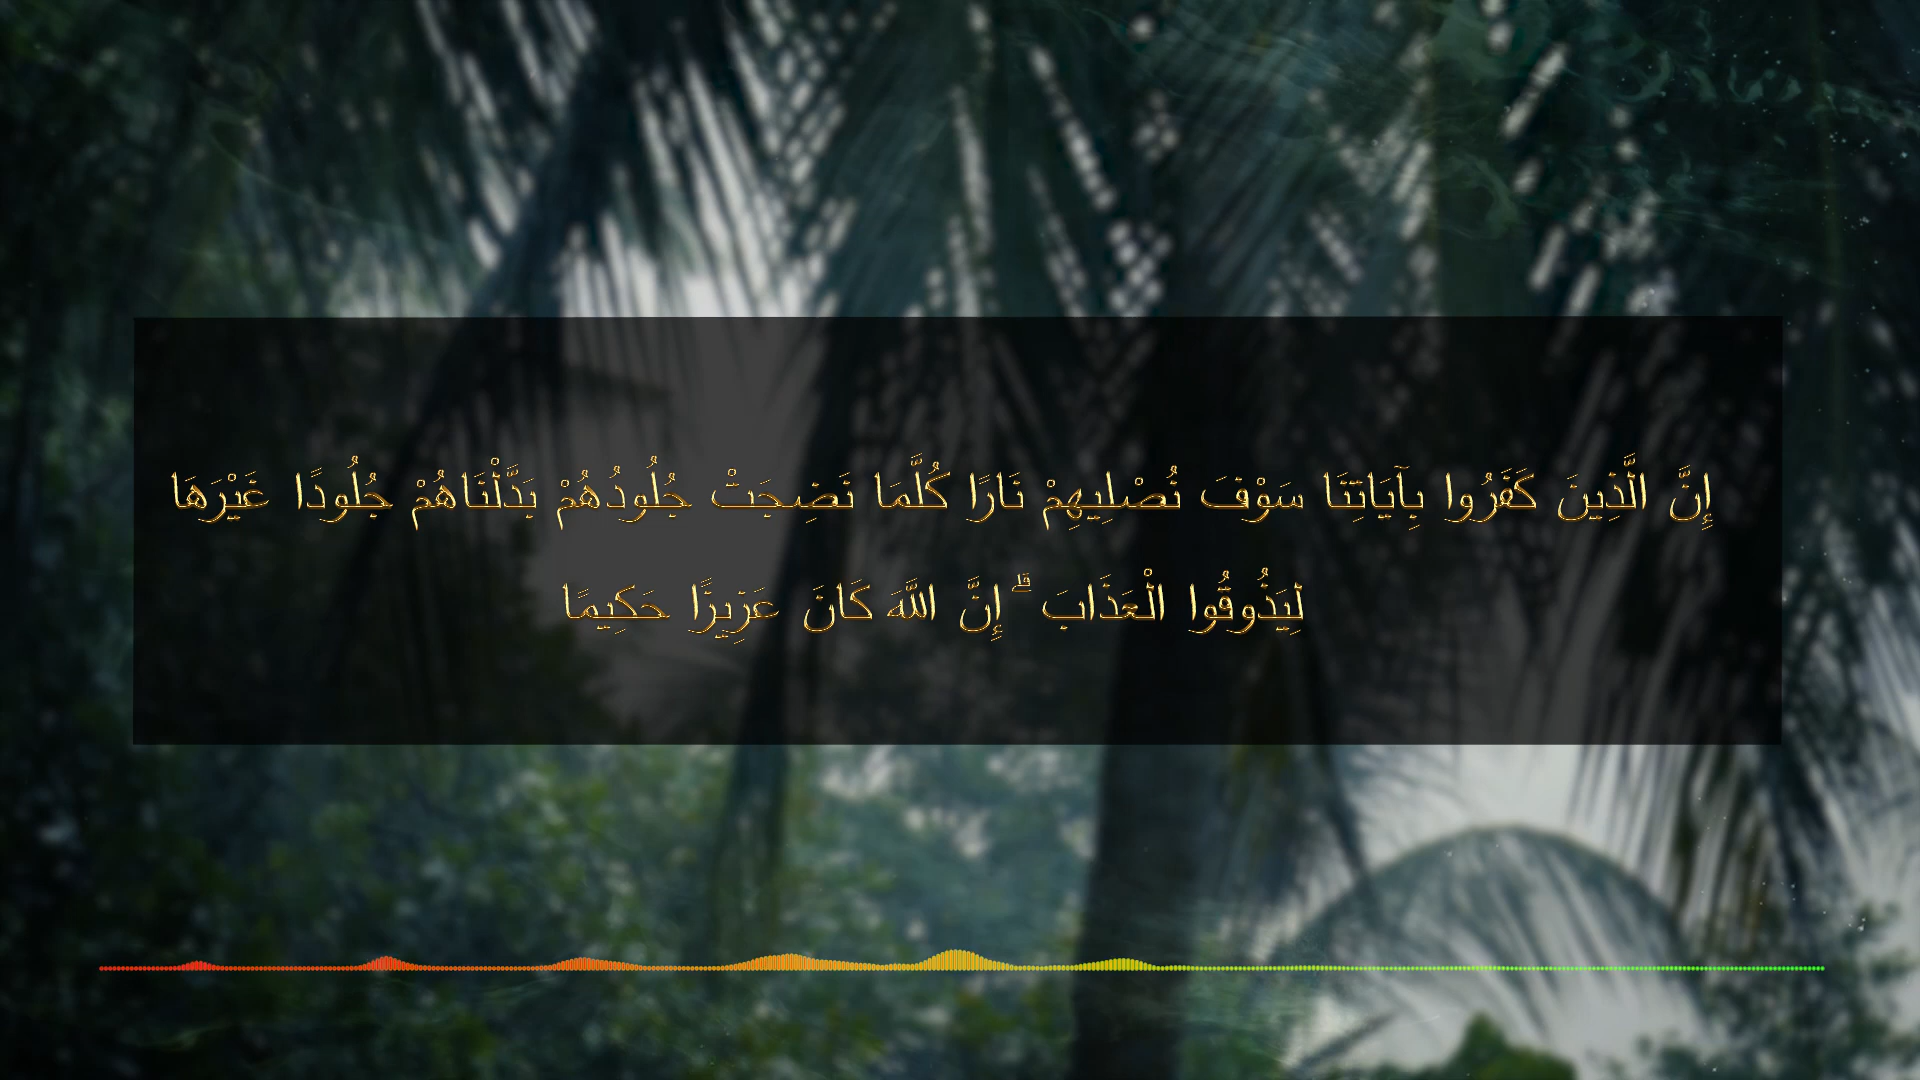 إِنَّ الَّذِينَ كَفَرُوا بِآيَاتِنَا سَوْفَ نُصْلِيهِمْ نَارًا كُلَّمَا نَضِجَتْ جُلُودُهُمْ بَدَّلْنَاهُمْ جُلُودًا غَيْرَهَا
لِيَذُوقُوا الْعَذَابَ ۗ إِنَّ اللَّهَ كَانَ عَزِيزًا حَكِيمًا